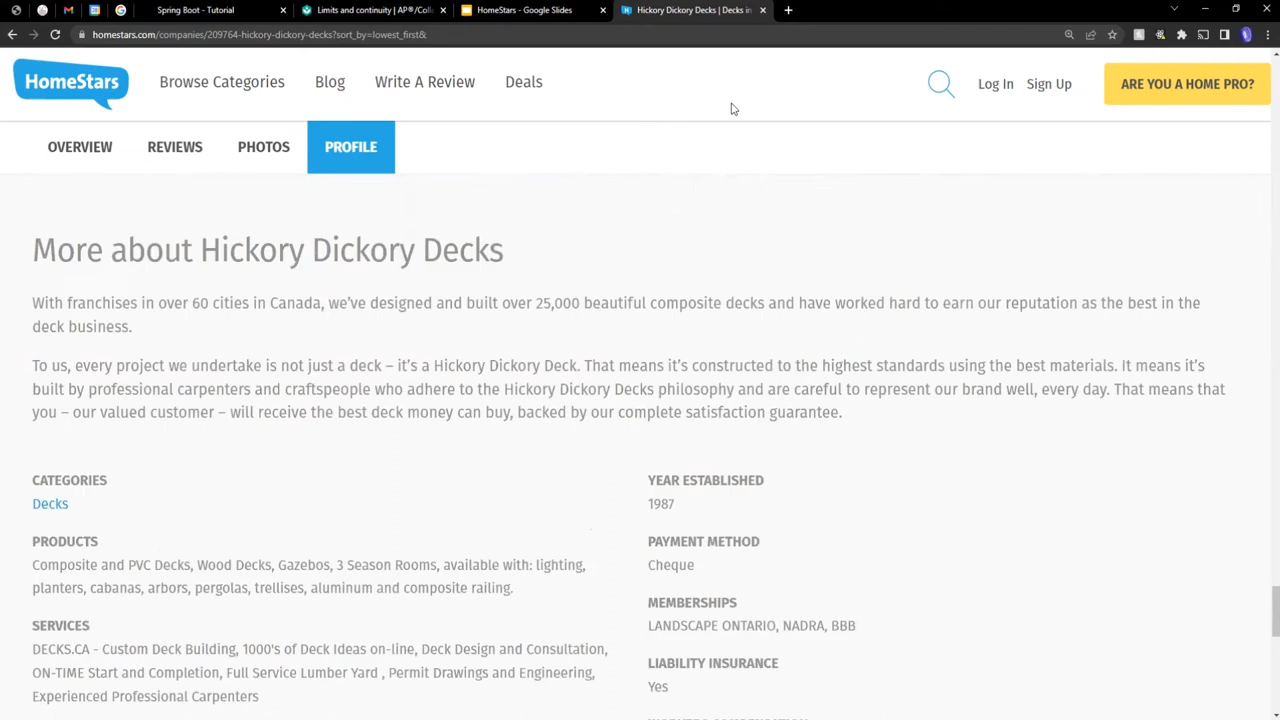 Spring Boot - Tutorial
Limits and continuity | AP®/Coll
HomeStars - Google Slides
Hickory Dickory Decks | Decks in
homestars.com/companies/209764-hickory-dickory-decks?sort_by=lowest_first&
HomeStars
Browse Categories
Blog
Write A Review
Deals
Log In
Sign Up
ARE YOU A HOME PRO?
OVERVIEW
REVIEWS
PHOTOS
PROFILE
More about Hickory Dickory Decks
With franchises in over 60 cities in Canada, we’ve designed and built over 25,000 beautiful composite decks and have worked hard to earn our reputation as the best in the
deck business.
To us, every project we undertake is not just a deck – it’s a Hickory Dickory Deck. That means it’s constructed to the highest standards using the best materials. It means it’s
built by professional carpenters and craftspeople who adhere to the Hickory Dickory Decks philosophy and are careful to represent our brand well, every day. That means that
you – our valued customer – will receive the best deck money can buy, backed by our complete satisfaction guarantee.
CATEGORIES
Decks
PRODUCTS
Composite and PVC Decks, Wood Decks, Gazebos, 3 Season Rooms, available with: lighting,
planters, cabanas, arbors, pergolas, trellises, aluminum and composite railing.
SERVICES
DECKS.CA - Custom Deck Building, 1000's of Deck Ideas on-line, Deck Design and Consultation,
ON-TIME Start and Completion, Full Service Lumber Yard , Permit Drawings and Engineering,
Experienced Professional Carpenters
YEAR ESTABLISHED
1987
PAYMENT METHOD
Cheque
MEMBERSHIPS
LANDSCAPE ONTARIO, NADRA, BBB
LIABILITY INSURANCE
Yes